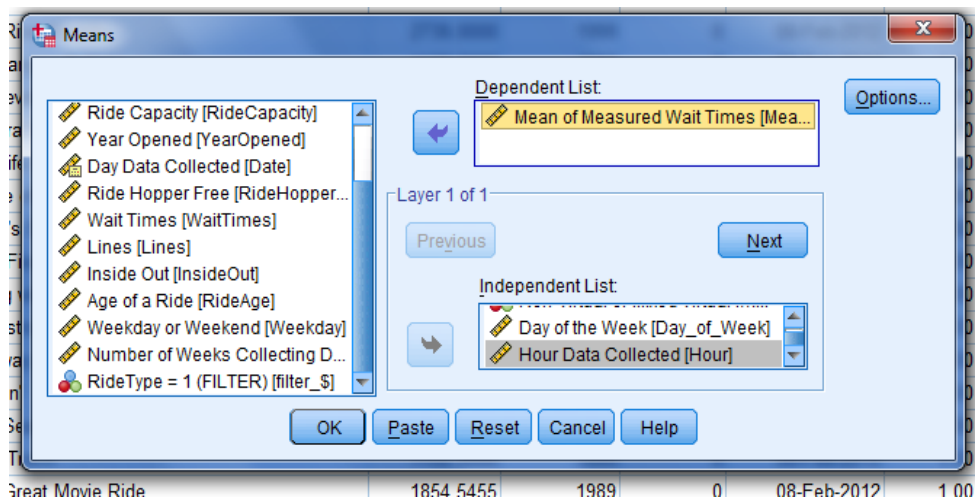 Means
Ride Capacity [RideCapacity]
Year Opened [YearOpened]
Day Data Collected [Date]
Ride Hopper Free [RideHopper...
Wait Times [WaitTimes]
Lines [Lines]
Inside Out [InsideOut]
Age of a Ride [RideAge]
Weekday or Weekend [Weekday]
Number of Weeks Collecting D...
RideType = 1 (FILTER) [filter_$]
Dependent List:
Mean of Measured Wait Times [Mea...
Options...
Layer 1 of 1
Previous
Next
Independent List:
Day of the Week [Day_of_Week]
Hour Data Collected [Hour]
OK
Paste
Reset
Cancel
Help
Great Movie Ride 1854.5455 1989 0 08-Feb-2012 1.00